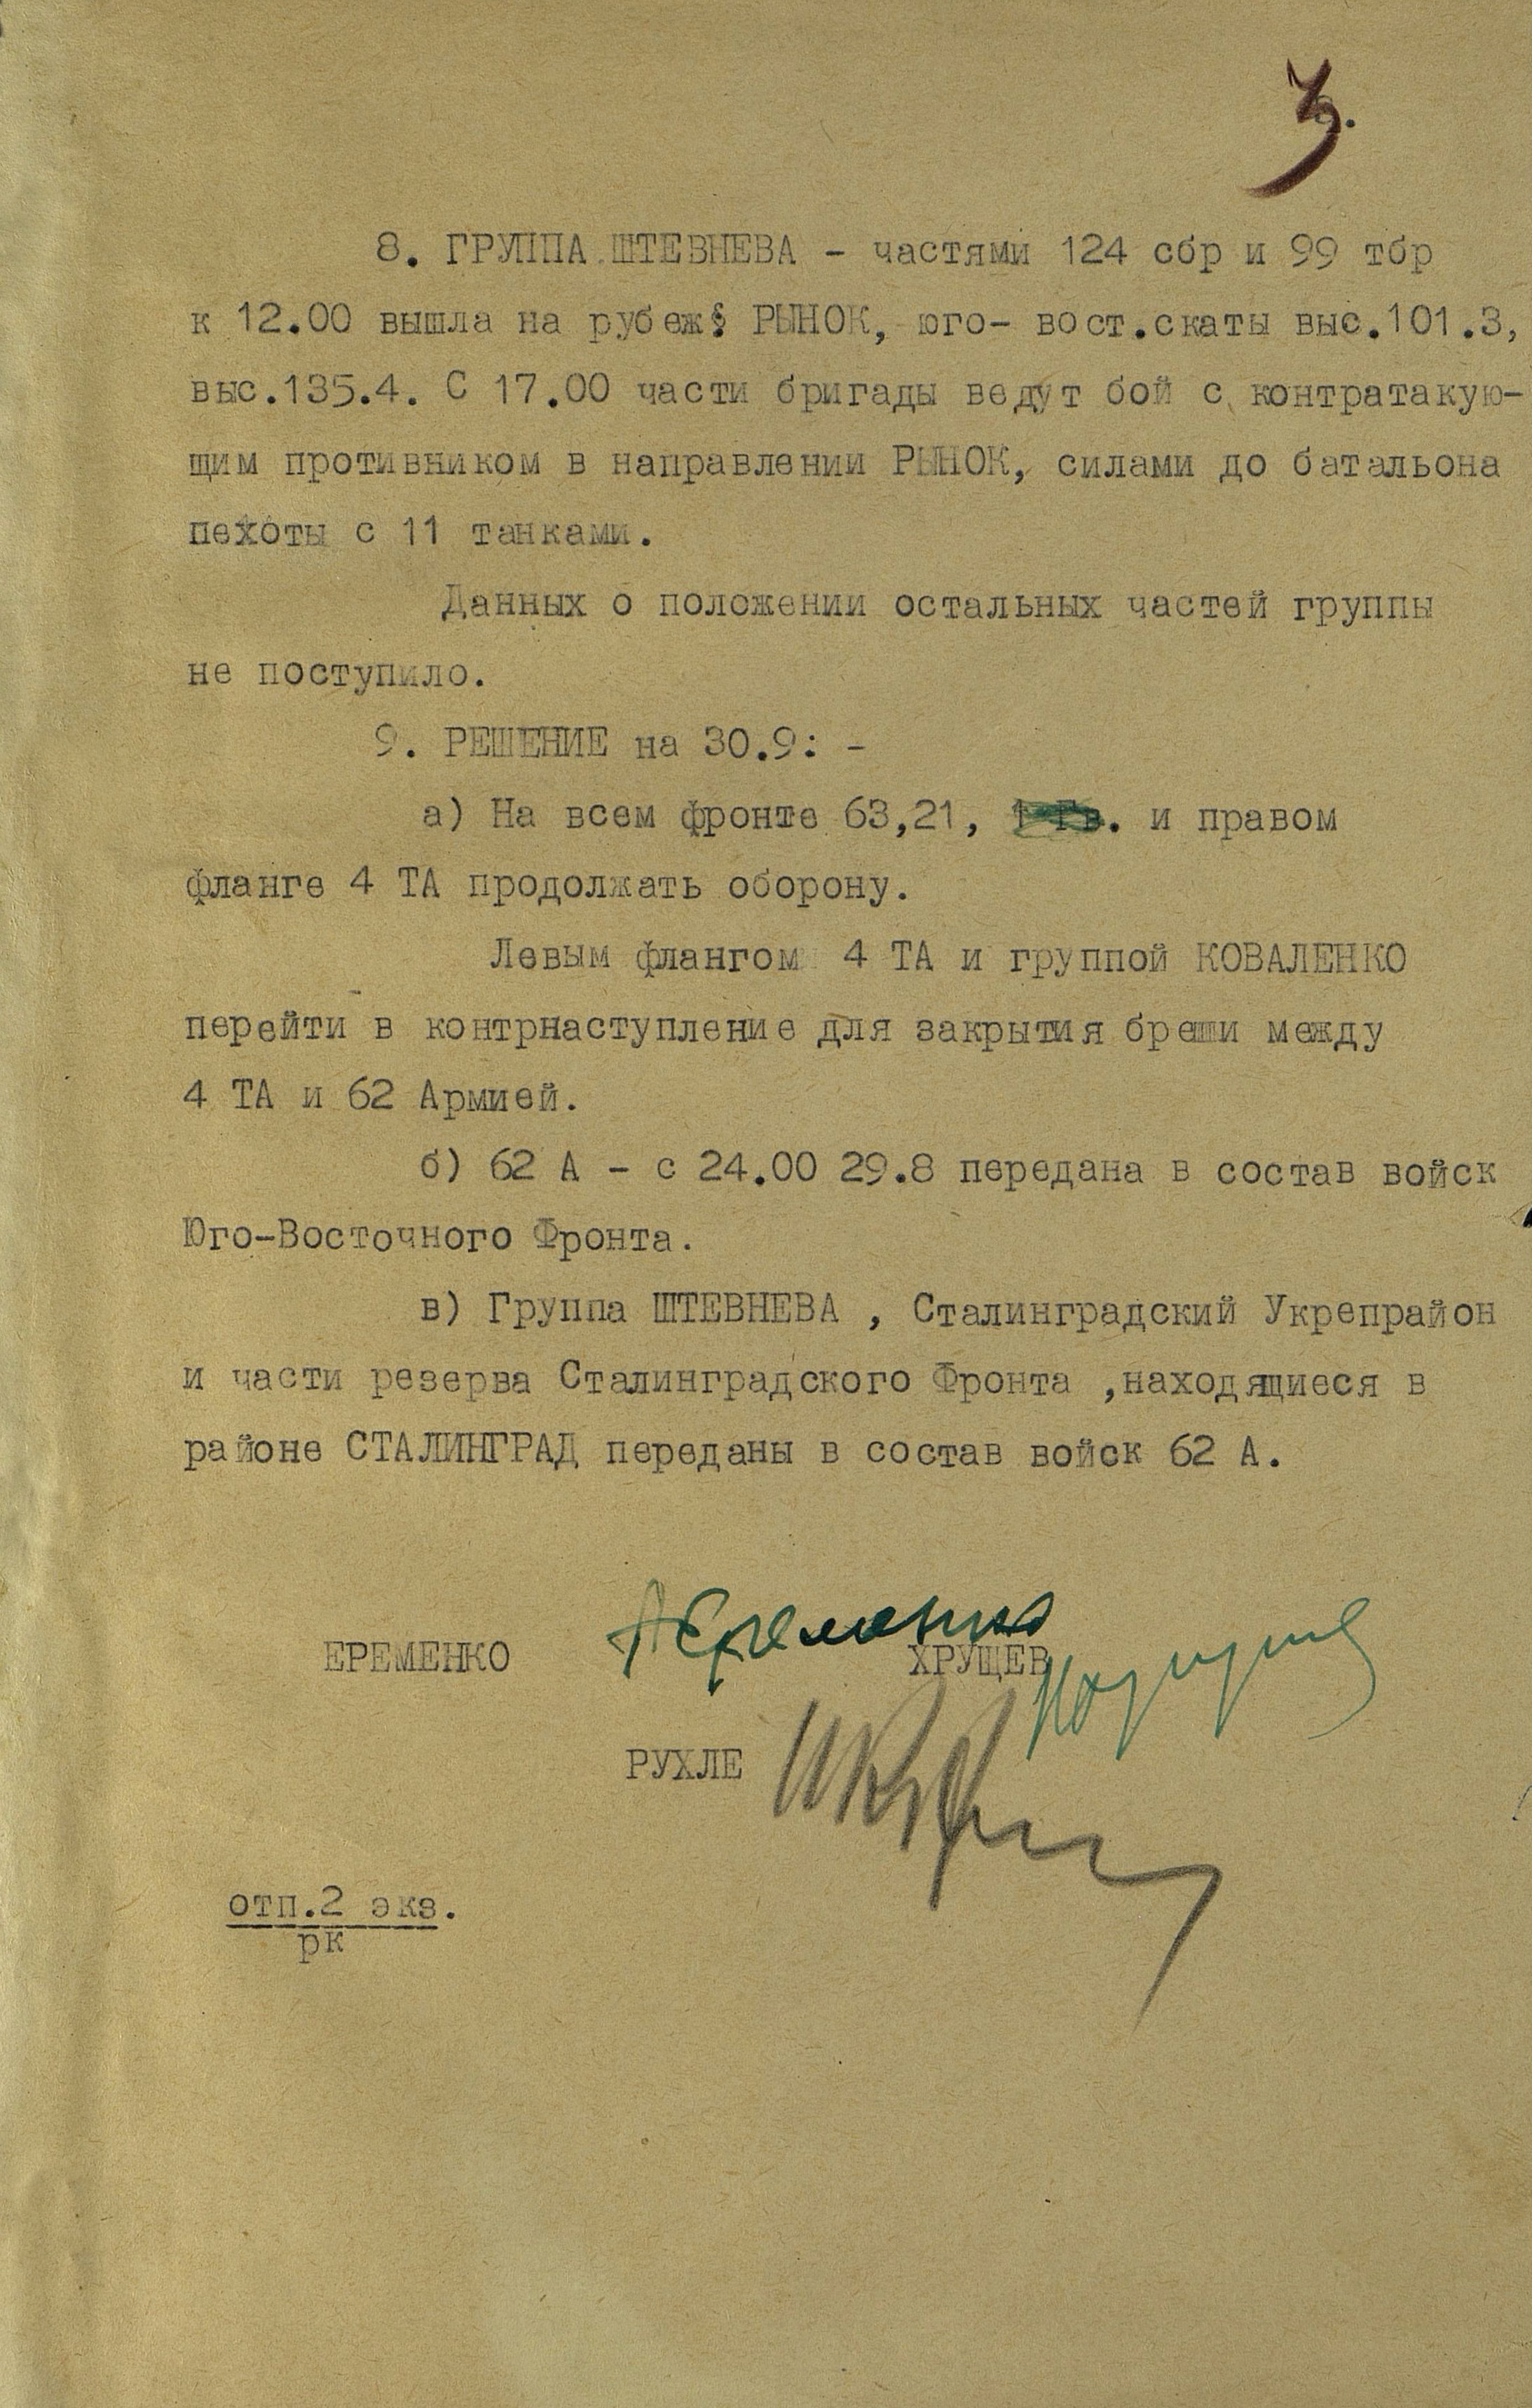 3.
8. ГРУППА ШТЕВНЕВА - частями 124 сбр и 99 тбр
к 12.00 вышла на рубеж: РЫНОК, юго- вост.скаты выс.101.3,
выс.135.4. С 17.00 части бригады ведут бой с контратакую-
щим противником в направлении РЫНОК, силами до батальона
пехоты с 11 танками.
Данных о положении остальных частей группы
не поступило.
9. РЕШЕНИЕ на 30.9: -
а) На всем фронте 63,21, 1 Гв. и правом
фланге 4 ТА продолжать оборону.
Левым флангом 4 ТА и группой КОВАЛЕНКО
перейти в контрнаступление для закрытия бреши между
4 ТА и 62 Армией.
б) 62 А - с 24.00 29.8 передана в состав войск
Юго-Восточного Фронта.
в) Группа ШТЕВНЕВА , Сталинградский Укрепрайон
и части резерва Сталинградского Фронта ,находящиеся в
районе СТАЛИНГРАД переданы в состав войск 62 А.
ЕРЕМЕНКО АЕременко ХРУЩЕВ
РУХЛЕ
отп.2 экз.
рк